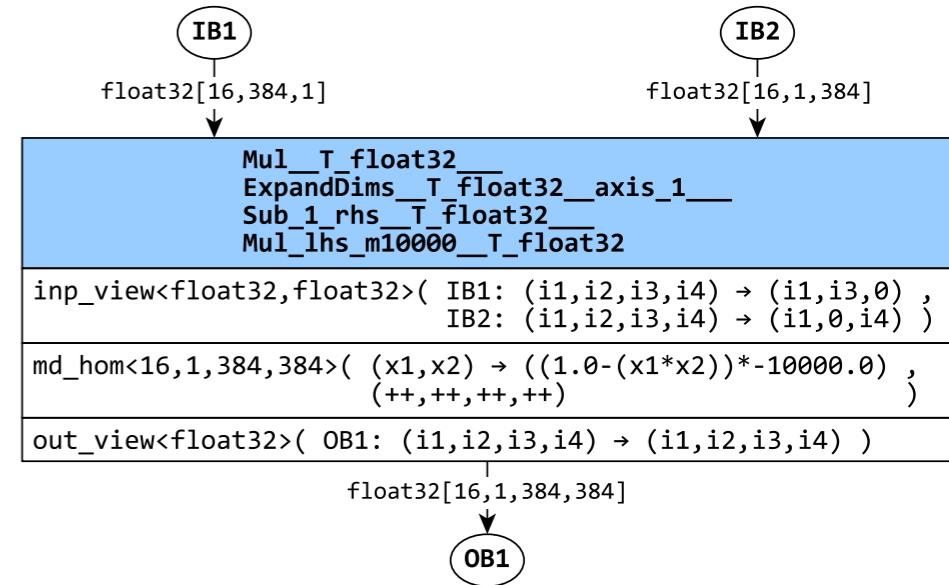 IB1 IB2
float32[16,384,1] float32[16,1,384]
Mul__T_float32___
ExpandDims__T_float32__axis_1___
Sub_1_rhs__T_float32___
Mul_lhs_m10000__T_float32
inp_view<float32,float32>( IB1: (i1,i2,i3,i4) → (i1,i3,0) ,
IB2: (i1,i2,i3,i4) → (i1,0,i4) )
md_hom<16,1,384,384>( (x1,x2) → ((1.0-(x1*x2))*-10000.0) ,
(++,++,++,++) )
out_view<float32>( OB1: (i1,i2,i3,i4) → (i1,i2,i3,i4) )
float32[16,1,384,384]
OB1